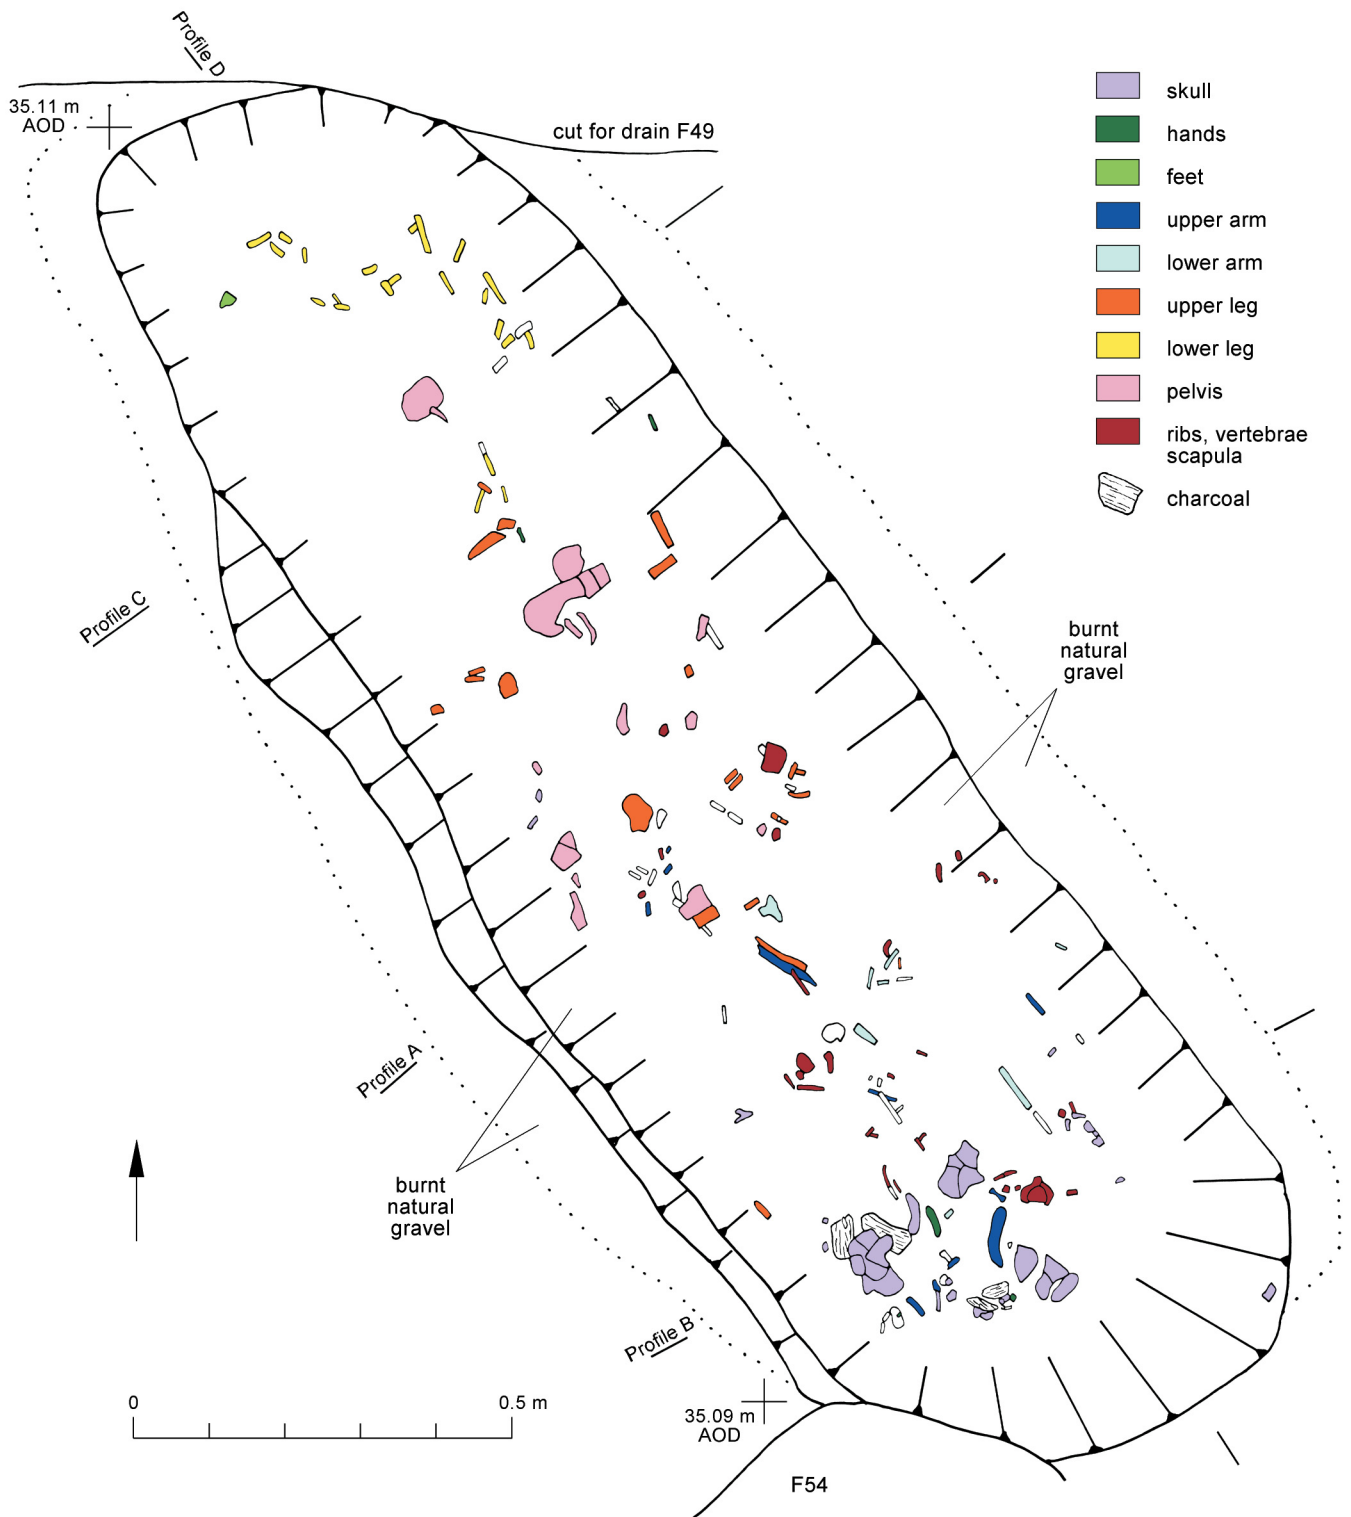 Profile D
35.11 m
AOD
cut for drain F49
skull
hands
feet
upper arm
lower arm
upper leg
lower leg
pelvis
ribs, vertebrae
scapula
charcoal
Profile C
burnt
natural
gravel
Profile A
burnt
natural
gravel
Profile B
0
0.5 m
35.09 m
AOD
F54